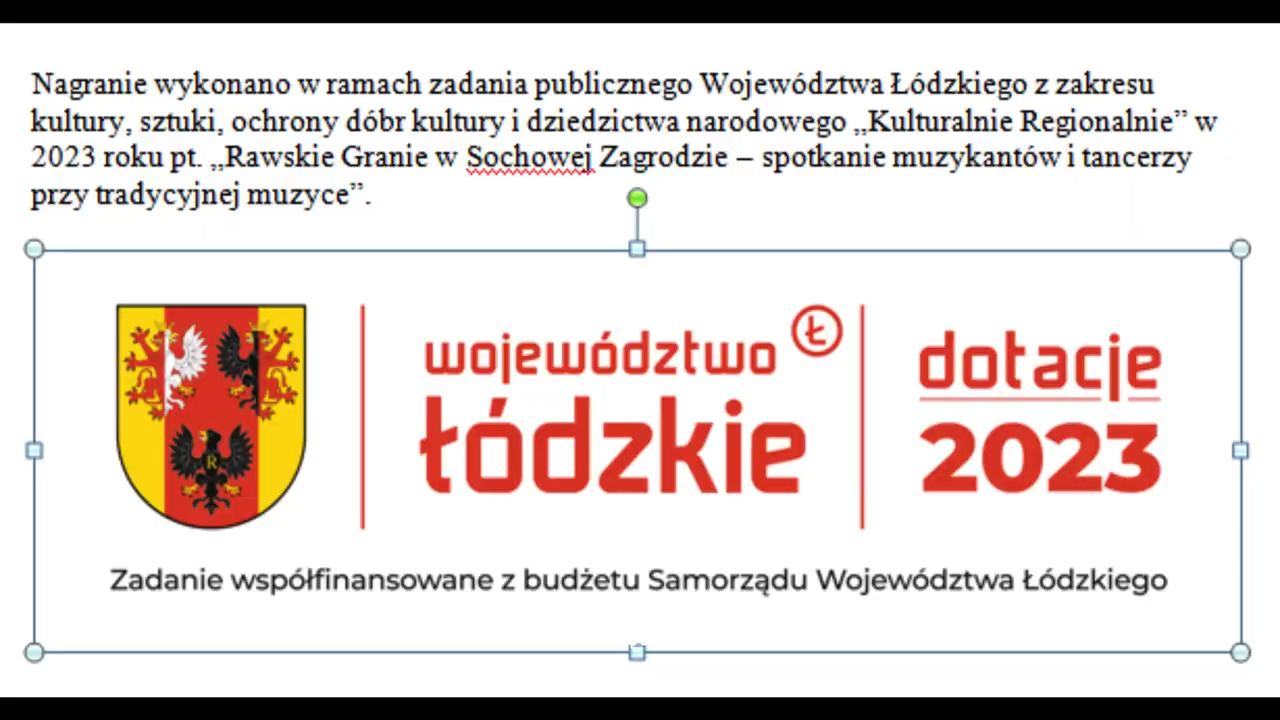 Nagranie wykonano w ramach zadania publicznego Województwa Łódzkiego z zakresu
kultury, sztuki, ochrony dóbr kultury i dziedzictwa narodowego „Kulturalnie Regionalnie” w
2023 roku pt. „Rawskie Granie w Sochowej Zagrodzie – spotkanie muzykantów i tancerzy
przy tradycyjnej muzyce”.
województwo Ł
łódzkie
dotacje
2023
R
Zadanie współfinansowane z budżetu Samorządu Województwa Łódzkiego